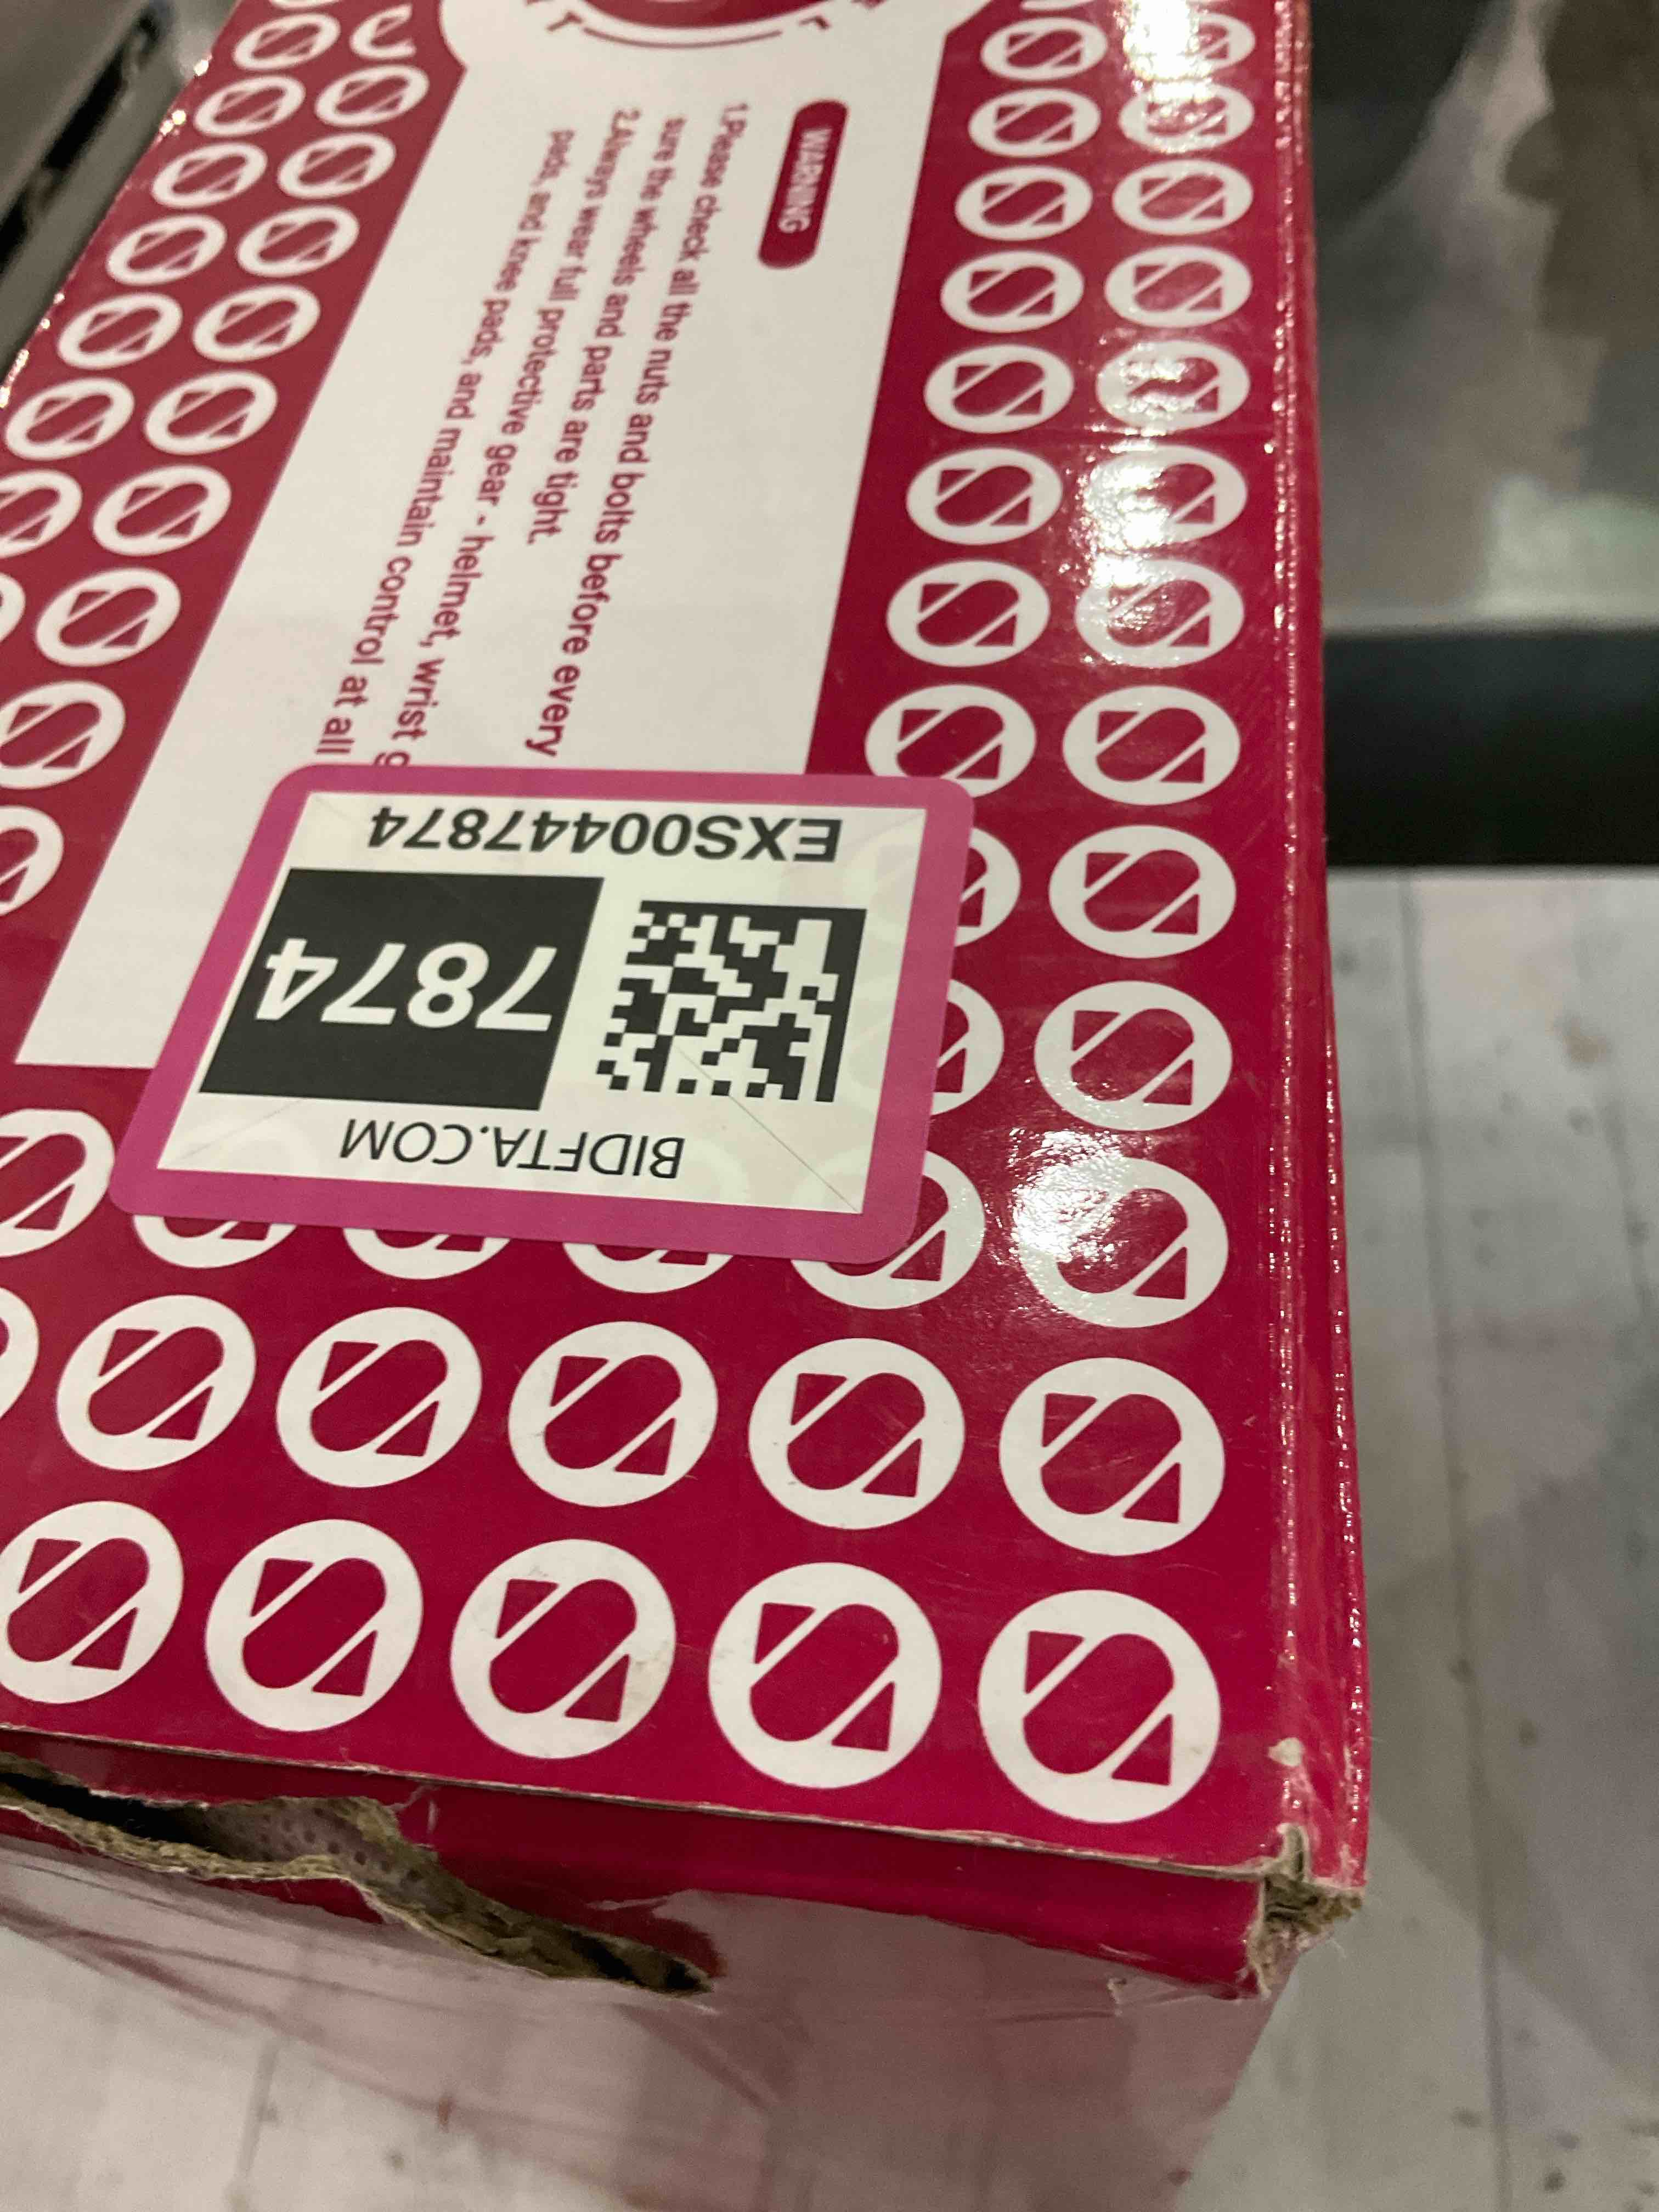 WARNING
1.Please check all the nuts and bolts before every
sure the wheels and parts are tight.
2.Always wear full protective gear - helmet, wrist
pads, and knee pads, and maintain control at all
EXS00447874
7874
BIDFTA.COM